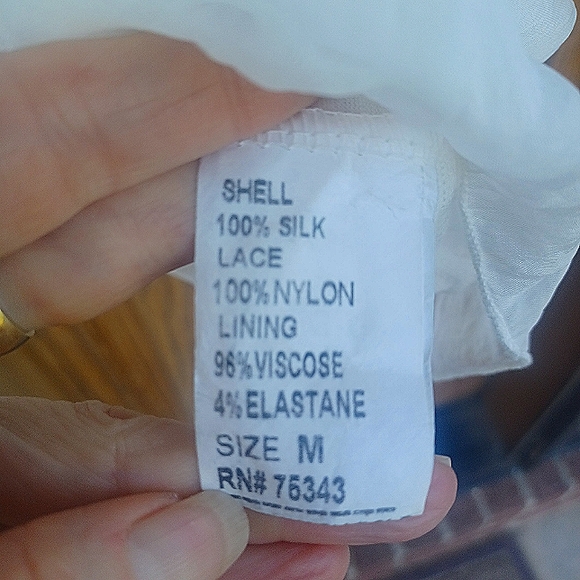 SHELL
100% SILK
LACE
100% NYLON
LINING
96% VISCOSE
4% ELASTANE
SIZE M
RN# 75343